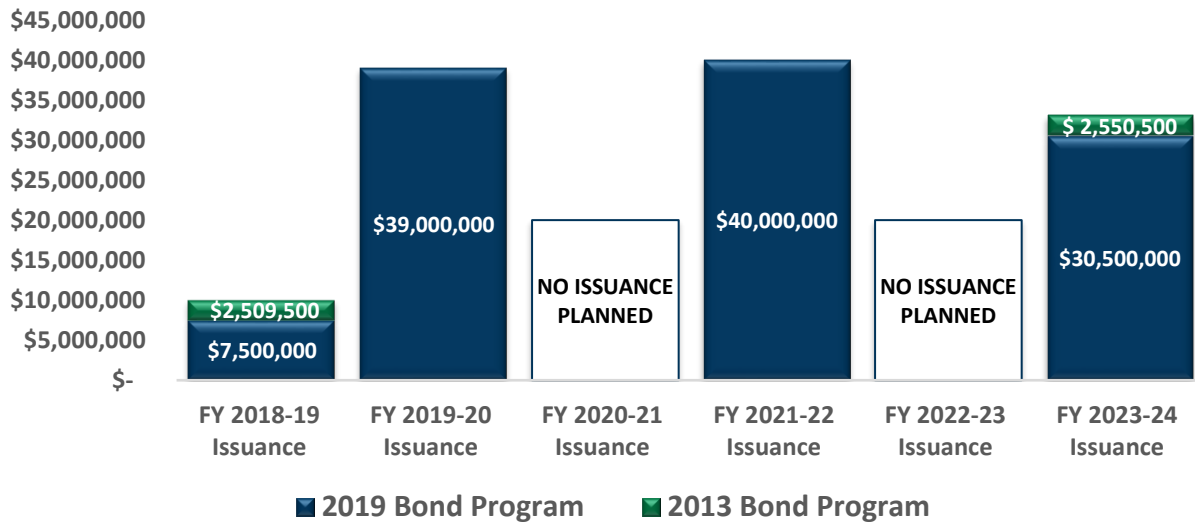 $45,000,000
$40,000,000
$35,000,000
$30,000,000
$25,000,000
$20,000,000
$15,000,000
$10,000,000
$5,000,000
$-
$2,509,500
$7,500,000
$39,000,000
NO ISSUANCE
PLANNED
$40,000,000
NO ISSUANCE
PLANNED
$ 2,550,500
$30,500,000
FY 2018-19
Issuance
FY 2019-20
Issuance
FY 2020-21
Issuance
FY 2021-22
Issuance
FY 2022-23
Issuance
FY 2023-24
Issuance
2019 Bond Program
2013 Bond Program